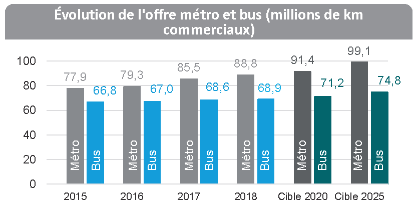 Évolution de l'offre métro et bus (millions de km
commerciaux)
100
80
60
40
20
0
77,9
66,8
79,3
67,0
85,5
68,6
88,8
68,9
91,4
71,2
99,1
74,8
Métro
Bus
Métro
Bus
Métro
Bus
Métro
Bus
Métro
Bus
Métro
Bus
2015
2016
2017
2018
Cible 2020
Cible 2025